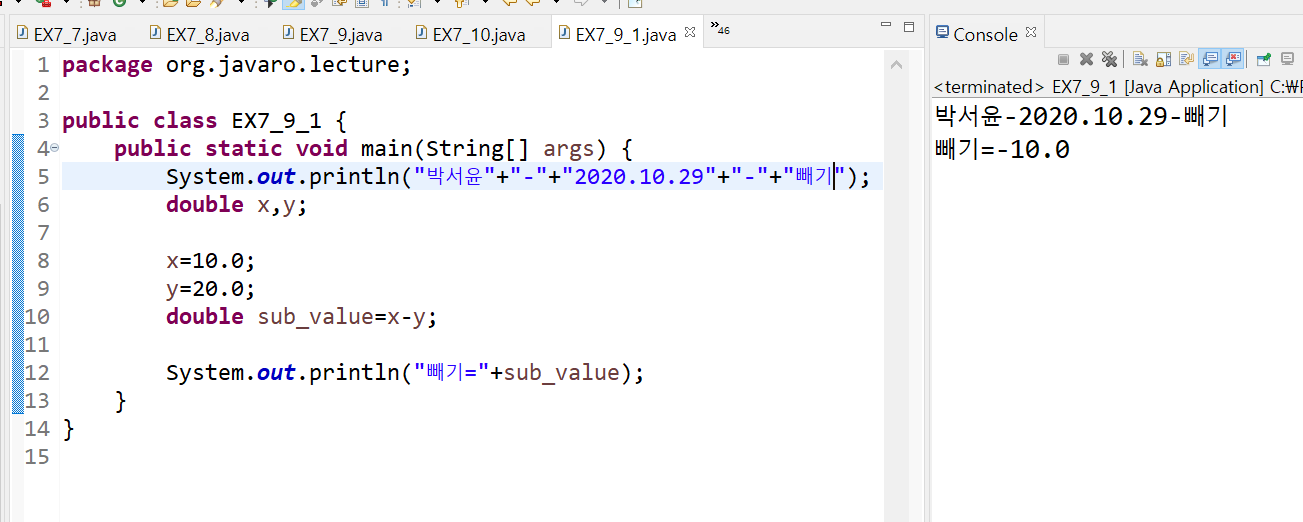 EX7_7.java EX7_8.java EX7_9.java EX7_10.java EX7_9_1.java »46
Console
<terminated> EX7_9_1 [Java Application] C:₩
1 package org.javaro.lecture;
2
3 public class EX7_9_1 {
4 public static void main(String[] args) {
5 System.out.println("박서윤"+"-"+"2020.10.29"+"-"+"빼기");
6 double x,y;
7
8 x=10.0;
9 y=20.0;
10 double sub_value=x-y;
11
12 System.out.println("빼기="+sub_value);
13 }
14 }
15
박서윤-2020.10.29-빼기
빼기=-10.0